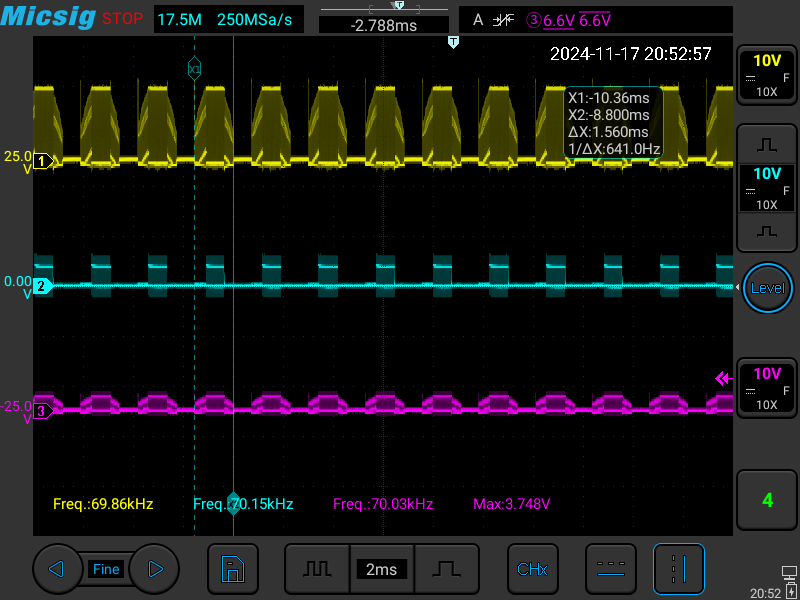 Micsig STOP 17.5M 250MSa/s -2.788ms A 3 6.6V 6.6V
T
T
2024-11-17 20:52:57
X1
X1:-10.36ms
X2:-8.800ms
ΔX:1.560ms
1/ΔX:641.0Hz
25.0
V
1
0.00
V
2
-25.0
V
3
Freq.:69.86kHz Freq.:70.15kHz Freq.:70.03kHz Max:3.748V
10V
F
10X
10V
F
10X
Level
10V
F
10X
4
Fine 2ms CHx
20:52